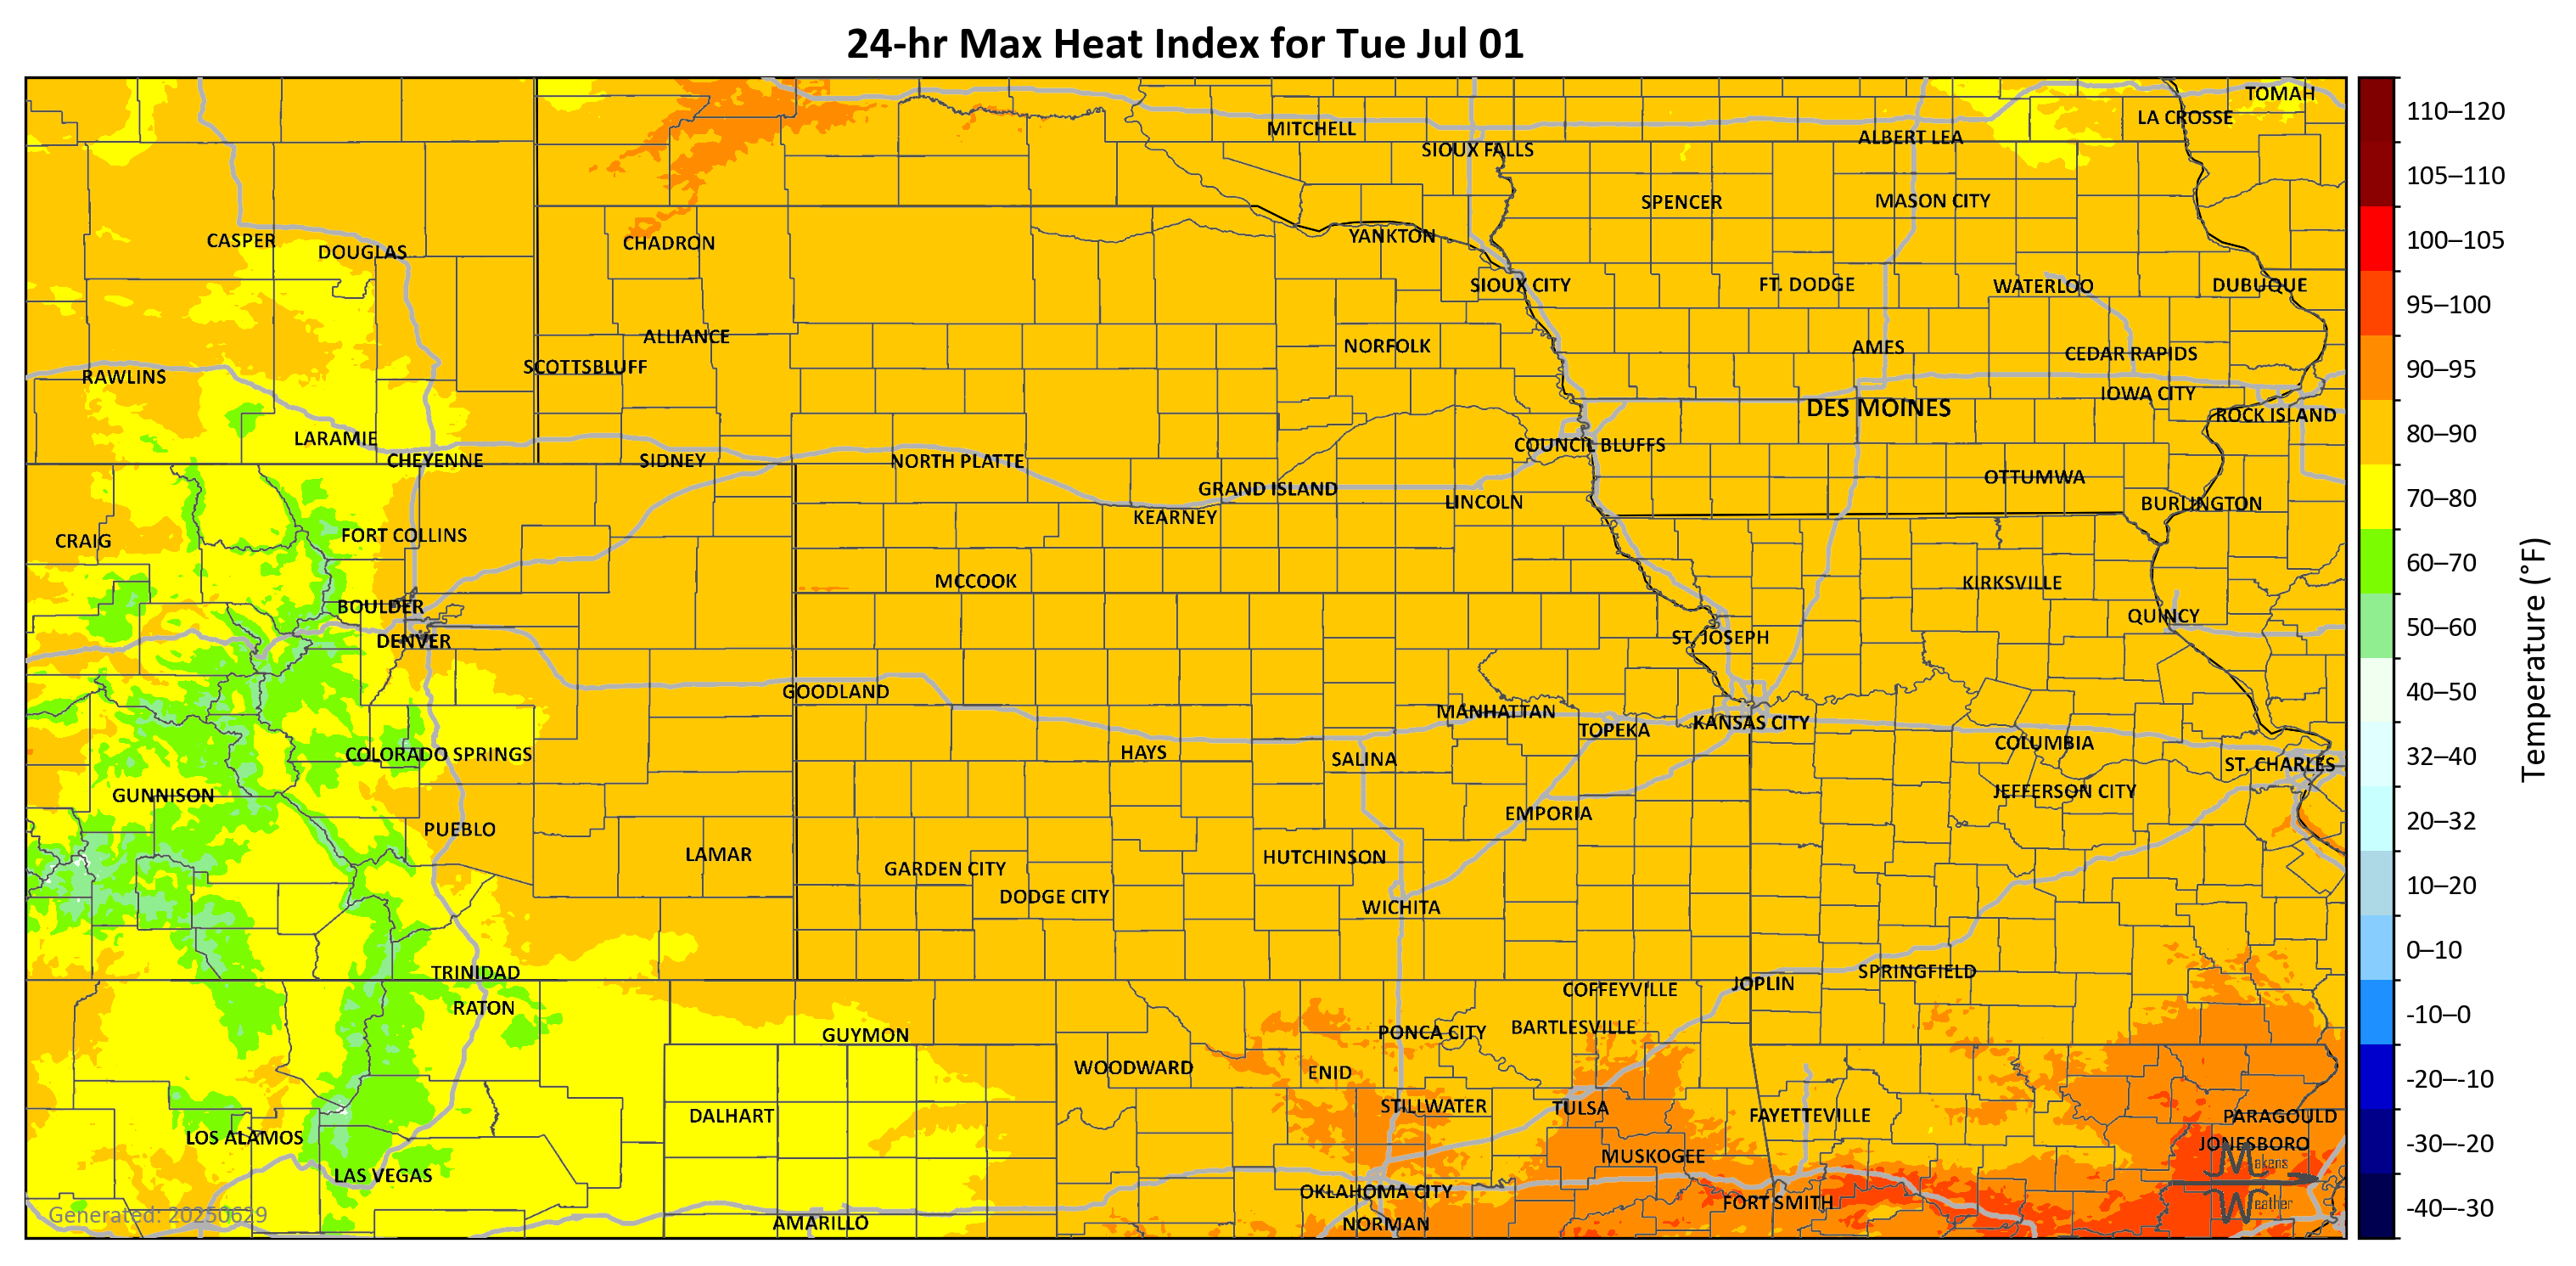 24-hr Max Heat Index for Tue Jul 01
TOMAH
LA CROSSE
MITCHELL
ALBERT LEA
SIOUX FALLS
SPENCER
MASON CITY
CASPER
DOUGLAS
CHADRON
YANKTON
SIOUX CITY
FT. DODGE
WATERLOO
DUBUQUE
ALLIANCE
NORFOLK
AMES
CEDAR RAPIDS
SCOTTSBLUFF
RAWLINS
IOWA CITY
DES MOINES
ROCK ISLAND
LARAMIE
COUNCIL BLUFFS
CHEYENNE
SIDNEY
NORTH PLATTE
OTTUMWA
GRAND ISLAND
LINCOLN
BURLINGTON
KEARNEY
FORT COLLINS
CRAIG
MCCOOK
KIRKSVILLE
BOULDER
QUINCY
DENVER
ST. JOSEPH
GOODLAND
MANHATTAN
KANSAS CITY
TOPEKA
COLUMBIA
COLORADO SPRINGS
HAYS
SALINA
ST. CHARLES
GUNNISON
JEFFERSON CITY
EMPORIA
PUEBLO
LAMAR
HUTCHINSON
GARDEN CITY
DODGE CITY
WICHITA
TRINIDAD
SPRINGFIELD
JOPLIN
COFFEYVILLE
RATON
GUYMON
PONCA CITY
BARTLESVILLE
WOODWARD
ENID
STILLWATER
TULSA
DALHART
FAYETTEVILLE
PARAGOULD
LOS ALAMOS
JONESBORO
MUSKOGEE
LAS VEGAS
OKLAHOMA CITY
FORT SMITH
AMARILLO
NORMAN
Makens
Weather
Generated: 20250629
110–120
105–110
100–105
95–100
90–95
80–90
70–80
60–70
50–60
40–50
32–40
20–32
10–20
0–10
-10–0
-20–-10
-30–-20
-40–-30
Temperature (°F)